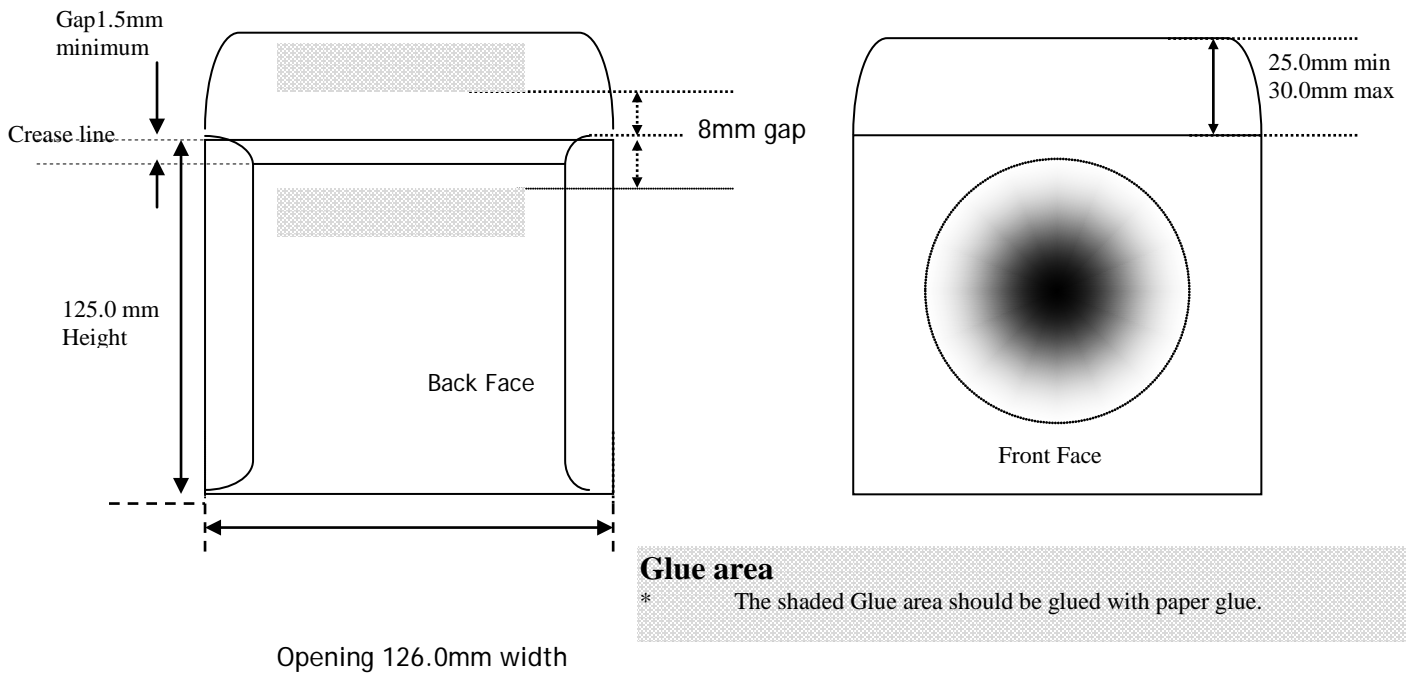 Gap1.5mm
minimum
Crease line
8mm gap
25.0mm min
30.0mm max
125.0 mm
Height
Back Face
Front Face
Glue area
* The shaded Glue area should be glued with paper glue.
Opening 126.0mm width